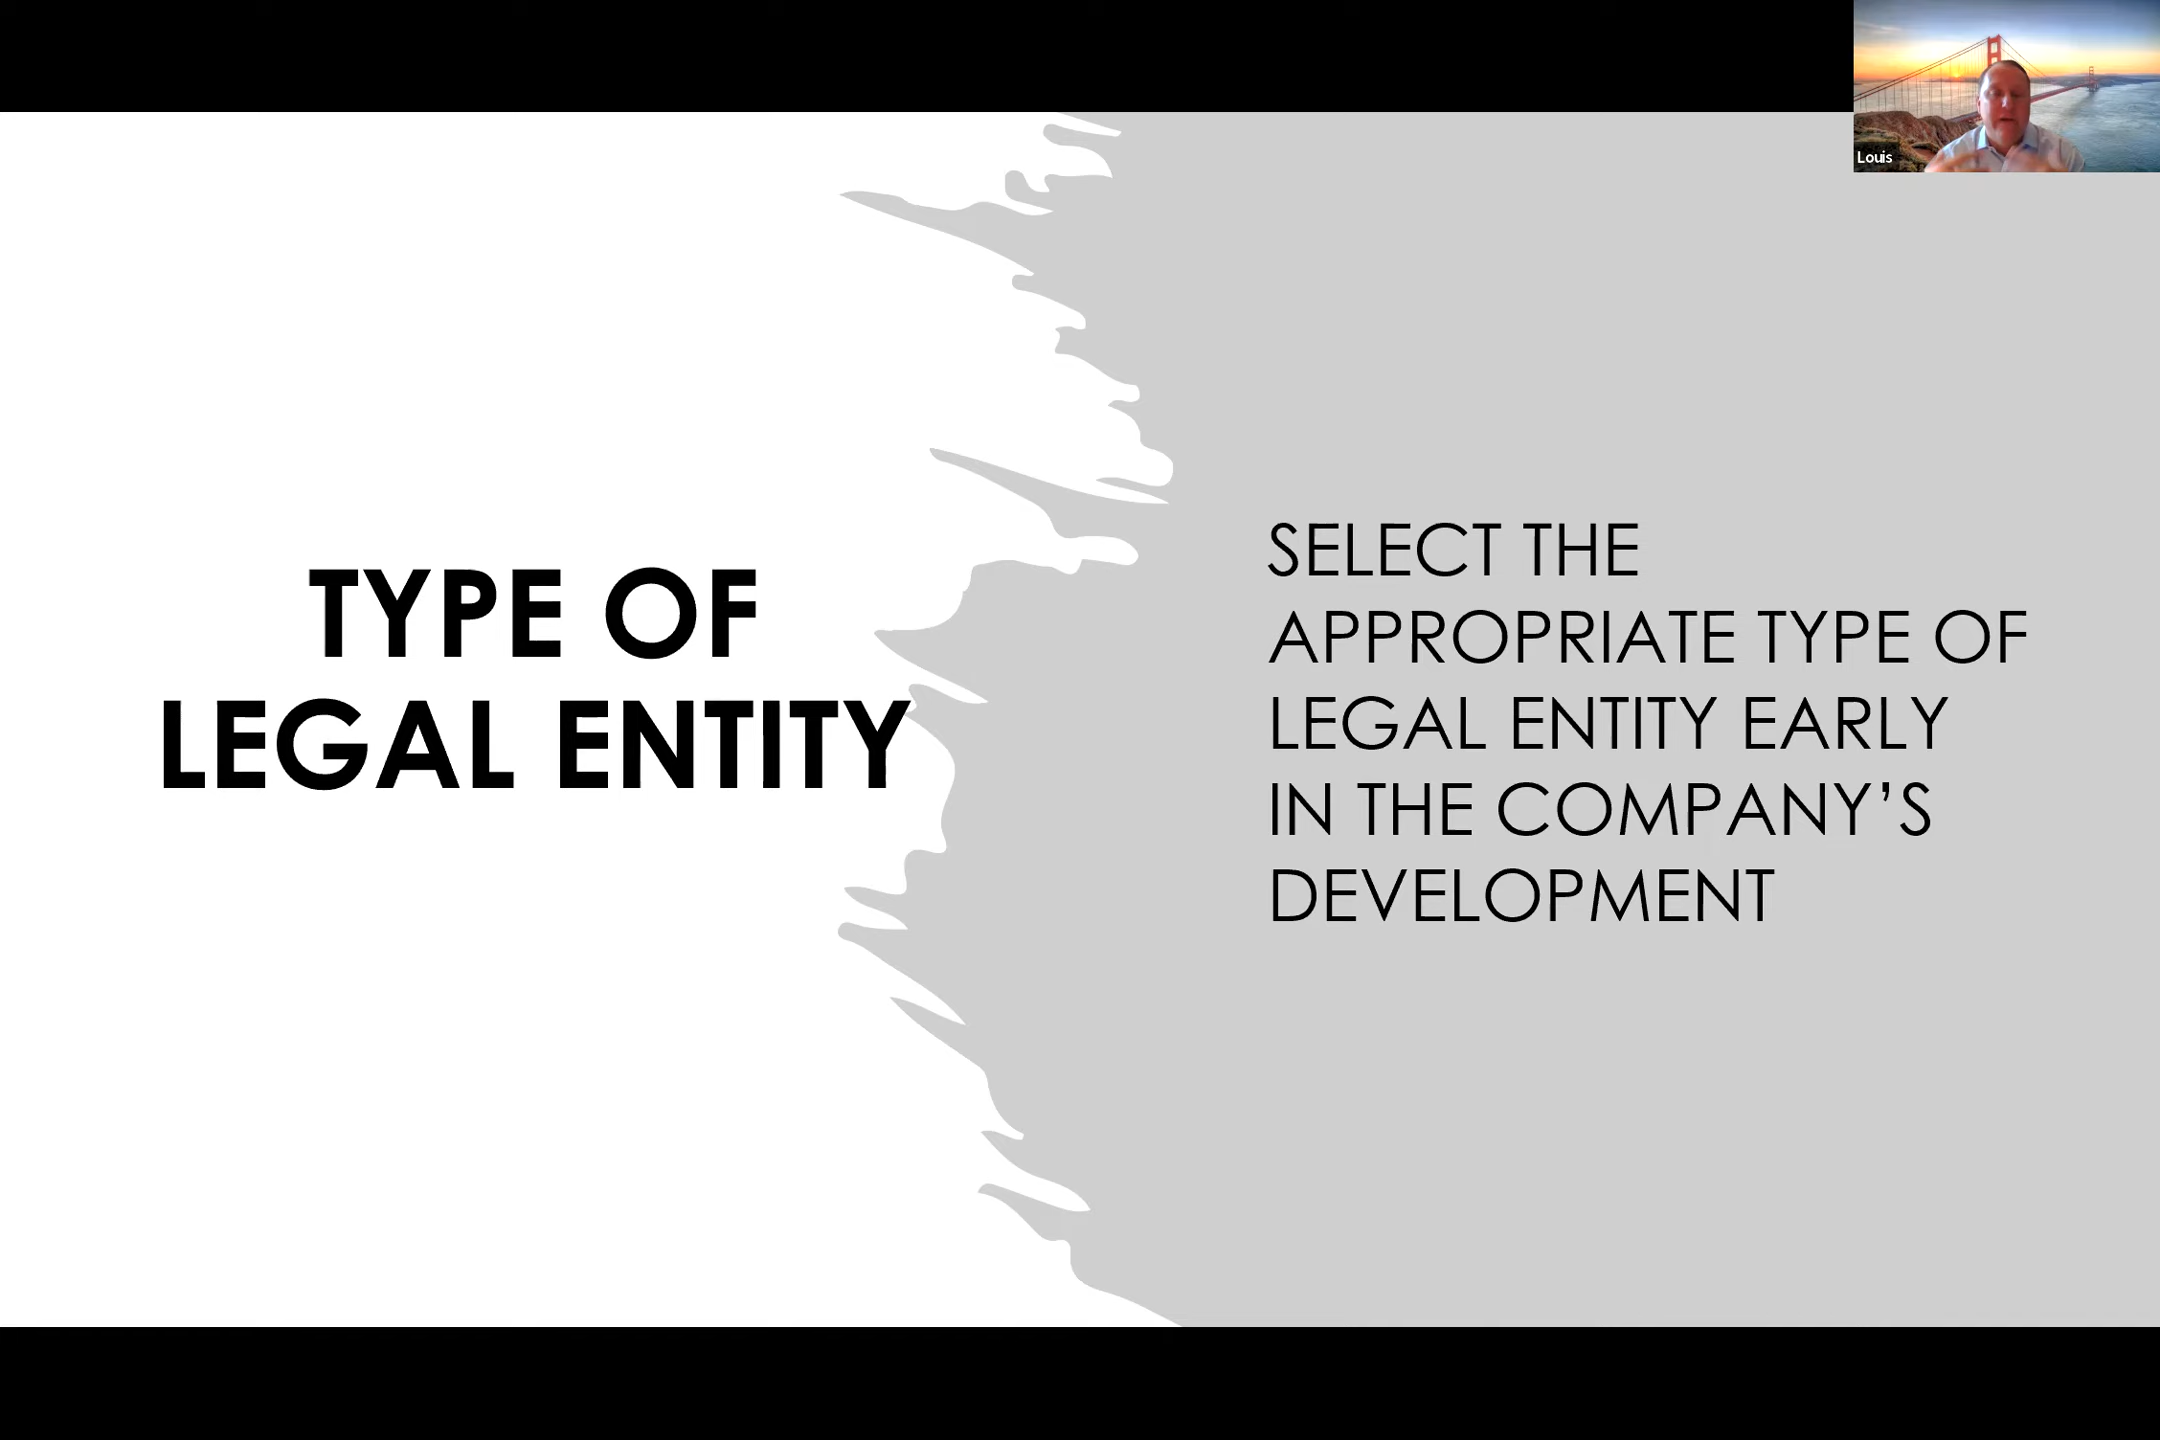 Louis
TYPE OF
LEGAL ENTITY
SELECT THE
APPROPRIATE TYPE OF
LEGAL ENTITY EARLY
IN THE COMPANY’S
DEVELOPMENT